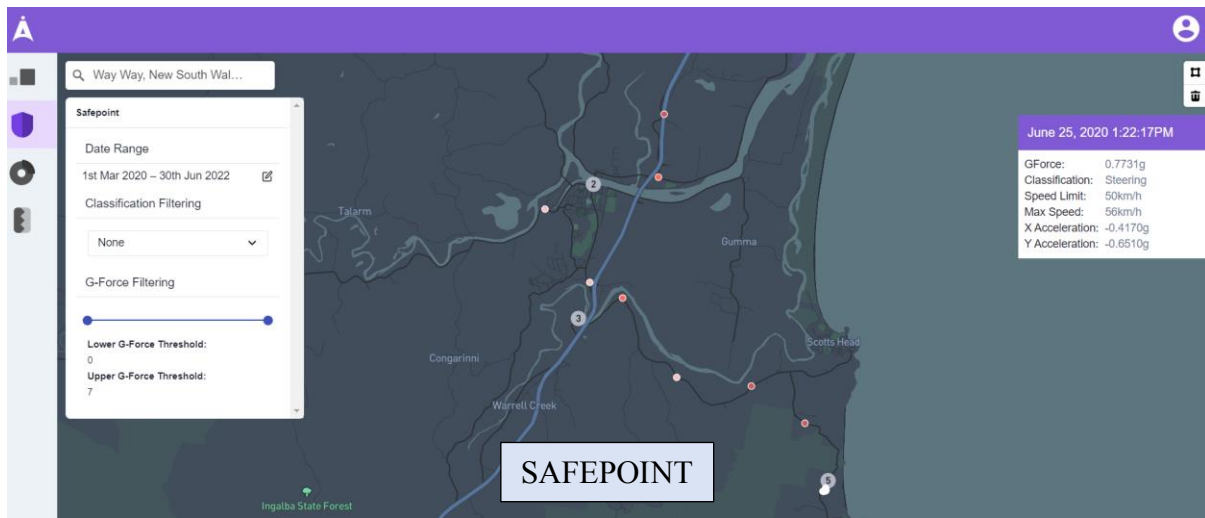 Way Way, New South Wal...
Safepoint
Date Range
1st Mar 2020 – 30th Jun 2022
Classification Filtering
None
G-Force Filtering
Lower G-Force Threshold:
0
Upper G-Force Threshold:
7
Talarm
2
Gumma
3
Congarinni
Scotts Head
Warrell Creek
5
Ingalba State Forest
SAFEPOINT
June 25, 2020 1:22:17PM
GForce: 0.7731g
Classification: Steering
Speed Limit: 50km/h
Max Speed: 56km/h
X Acceleration: -0.4170g
Y Acceleration: -0.6510g